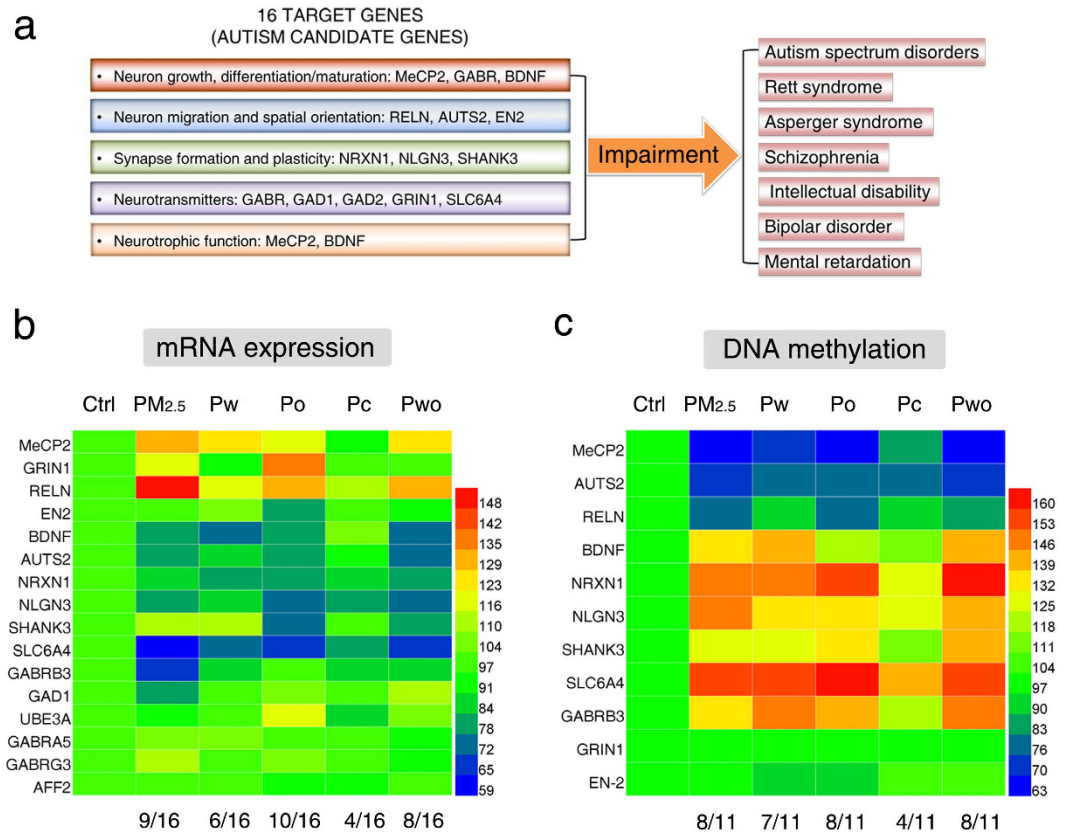 a
16 TARGET GENES
(AUTISM CANDIDATE GENES)
• Neuron growth, differentiation/maturation: MeCP2, GABR, BDNF
• Neuron migration and spatial orientation: RELN, AUTS2, EN2
• Synapse formation and plasticity: NRXN1, NLGN3, SHANK3
• Neurotransmitters: GABR, GAD1, GAD2, GRIN1, SLC6A4
• Neurotrophic function: MeCP2, BDNF
Impairment
Autism spectrum disorders
Rett syndrome
Asperger syndrome
Schizophrenia
Intellectual disability
Bipolar disorder
Mental retardation
b
mRNA expression
Ctrl PM2.5 Pw Po Pc Pwo
MeCP2
GRIN1
RELN
EN2
BDNF
AUTS2
NRXN1
NLGN3
SHANK3
SLC6A4
GABRB3
GAD1
UBE3A
GABRA5
GABRG3
AFF2
148
142
135
129
123
116
110
104
97
91
84
78
72
65
59
9/16 6/16 10/16 4/16 8/16
c
DNA methylation
Ctrl PM2.5 Pw Po Pc Pwo
MeCP2
AUTS2
RELN
BDNF
NRXN1
NLGN3
SHANK3
SLC6A4
GABRB3
GRIN1
EN-2
160
153
146
139
132
125
118
111
104
97
90
83
76
70
63
8/11 7/11 8/11 4/11 8/11